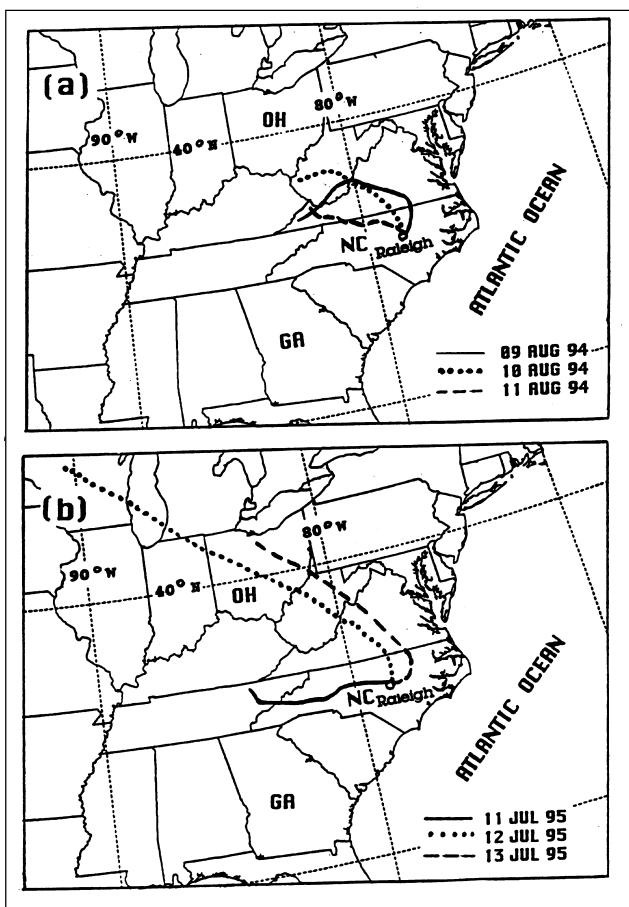 (a)
OH
80°W
90°W
40°N
NC Raleigh
ATLANTIC OCEAN
GA
09 AUG 94
10 AUG 94
11 AUG 94
(b)
80°W
90°W
40°N
OH
NC Raleigh
ATLANTIC OCEAN
GA
11 JUL 95
12 JUL 95
13 JUL 95